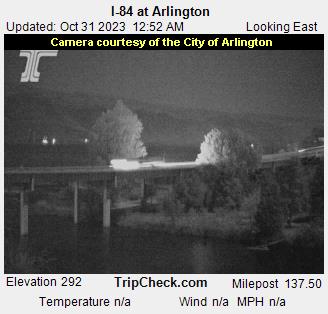 I-84 at Arlington
Updated: Oct 31 2023 12:52 AM Looking East
Camera courtesy of the City of Arlington
Elevation 292 TripCheck.com Milepost 137.50
Temperature n/a Wind n/a MPH n/a